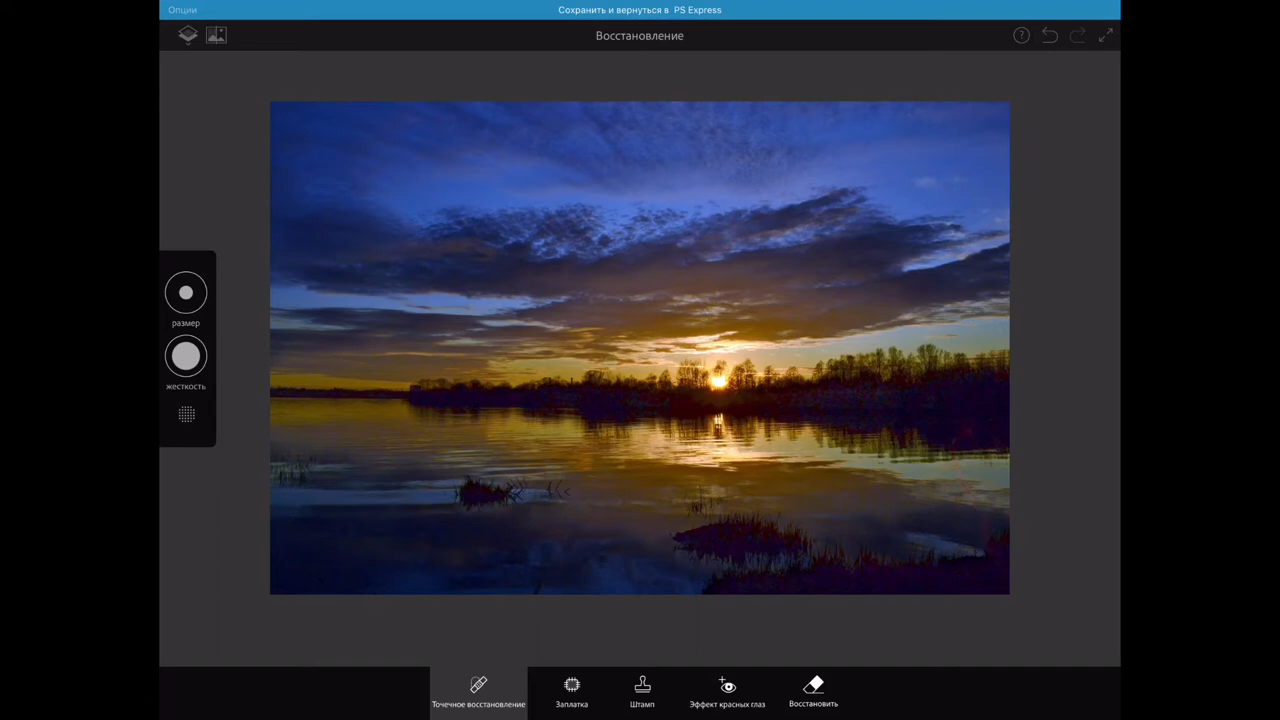 Опции
Сохранить и вернуться в PS Express
Восстановление
?
размер
жесткость
Точечное восстановление
Заплатка
Штамп
Эффект красных глаз
Восстановить